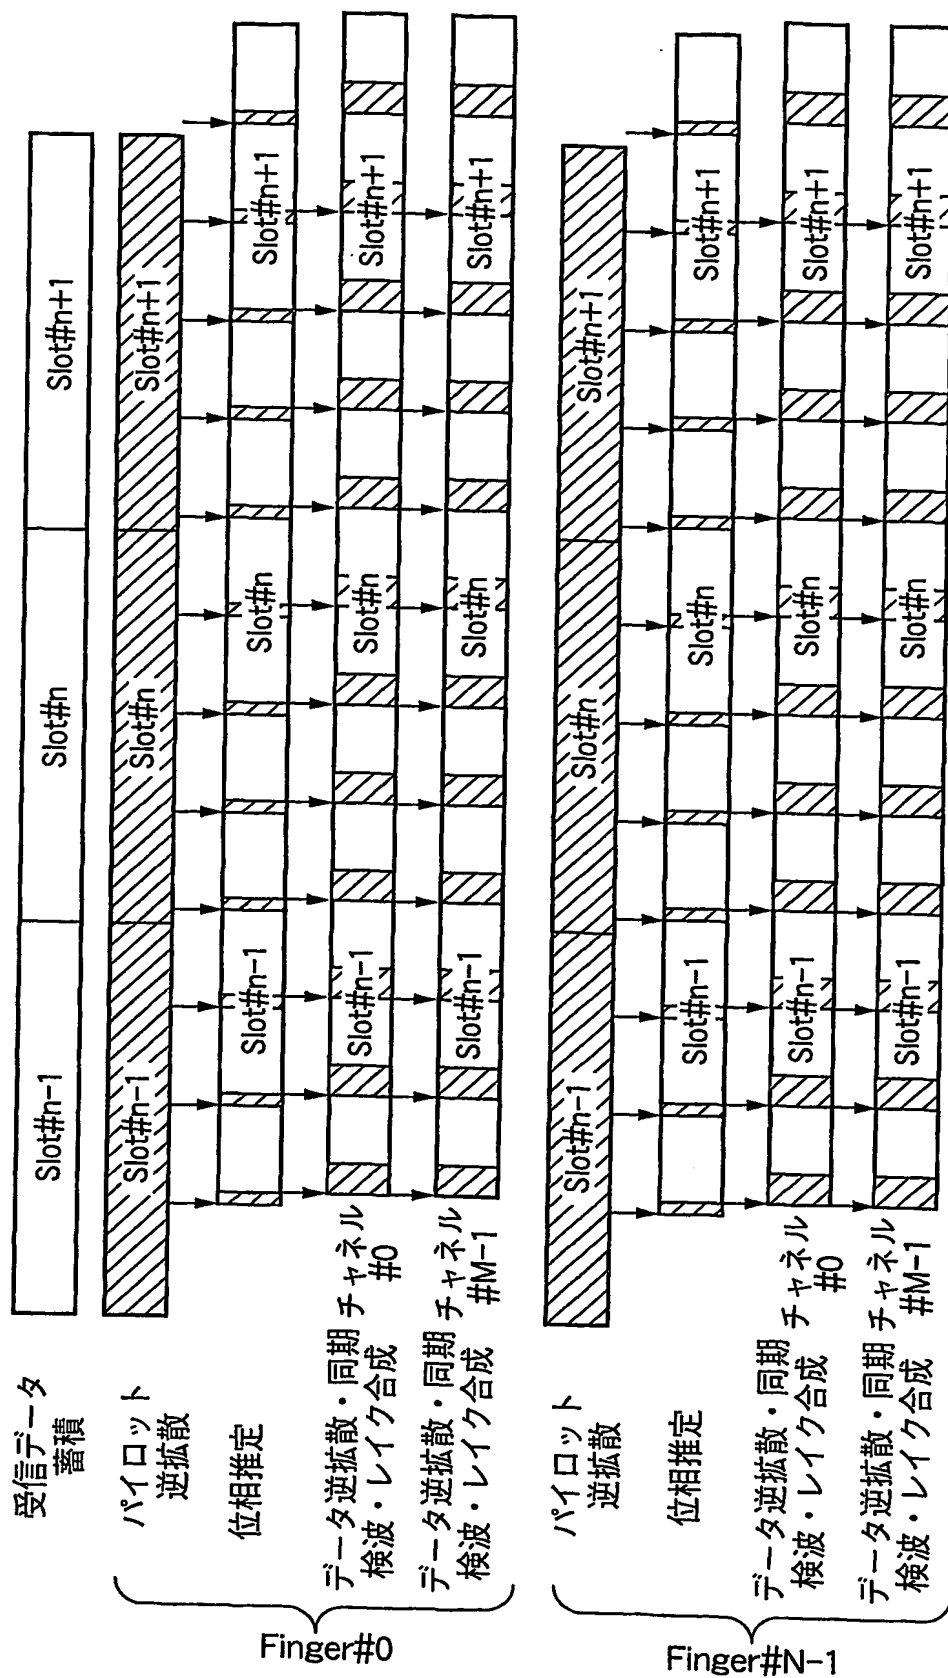 受信データ
蓄積
Slot#n-1
Slot#n
Slot#n+1
Finger#0
パイロット
逆拡散
Slot#n-1
Slot#n
Slot#n+1
位相推定
Slot#n-1
Slot#n
Slot#n+1
データ逆拡散・同期
検波・レイク合成
チャネル
#0
Slot#n-1
Slot#n
Slot#n+1
データ逆拡散・同期
検波・レイク合成
チャネル
#M-1
Slot#n-1
Slot#n
Slot#n+1
Finger#N-1
パイロット
逆拡散
Slot#n-1
Slot#n
Slot#n+1
位相推定
Slot#n-1
Slot#n
Slot#n+1
データ逆拡散・同期
検波・レイク合成
チャネル
#0
Slot#n-1
Slot#n
Slot#n+1
データ逆拡散・同期
検波・レイク合成
チャネル
#M-1
Slot#n-1
Slot#n
Slot#n+1